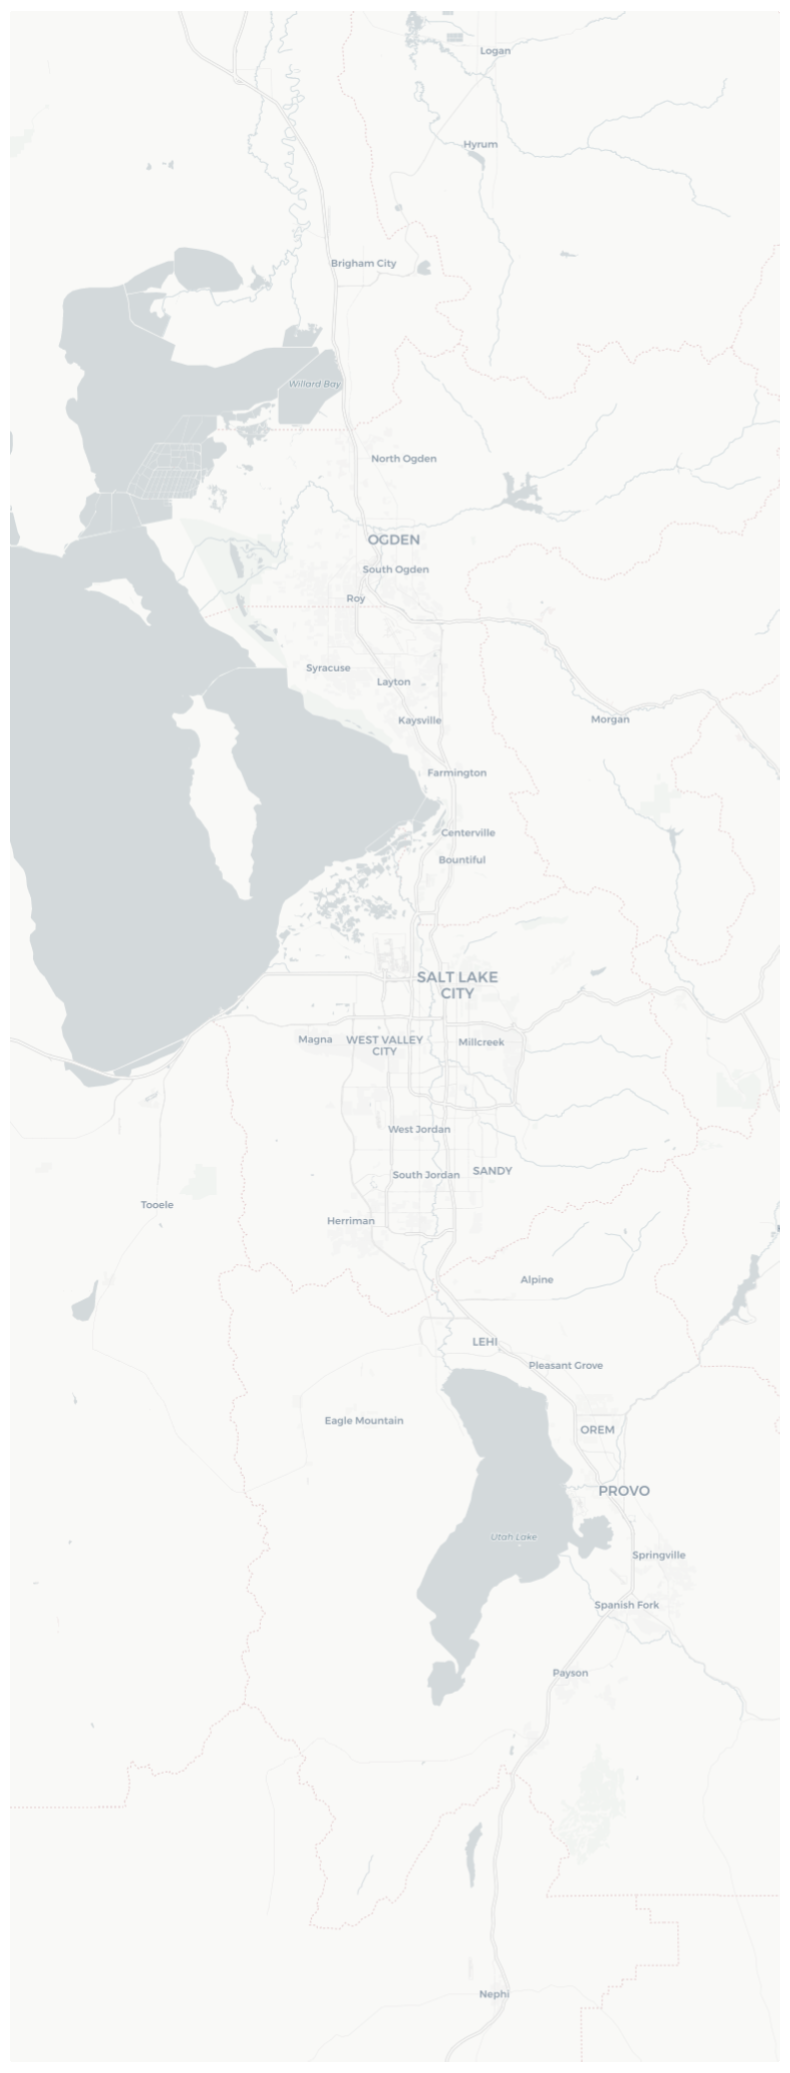 Logan
Hyrum
Brigham City
Willard Bay
North Ogden
OGDEN
South Ogden
Roy
Syracuse
Layton
Kaysville
Morgan
Farmington
Centerville
Bountiful
SALT LAKE
CITY
Magna
WEST VALLEY
CITY
Millcreek
West Jordan
SANDY
South Jordan
Tooele
Herriman
Alpine
LEHI
Pleasant Grove
Eagle Mountain
OREM
PROVO
Utah Lake
Springville
Spanish Fork
Payson
Nephi